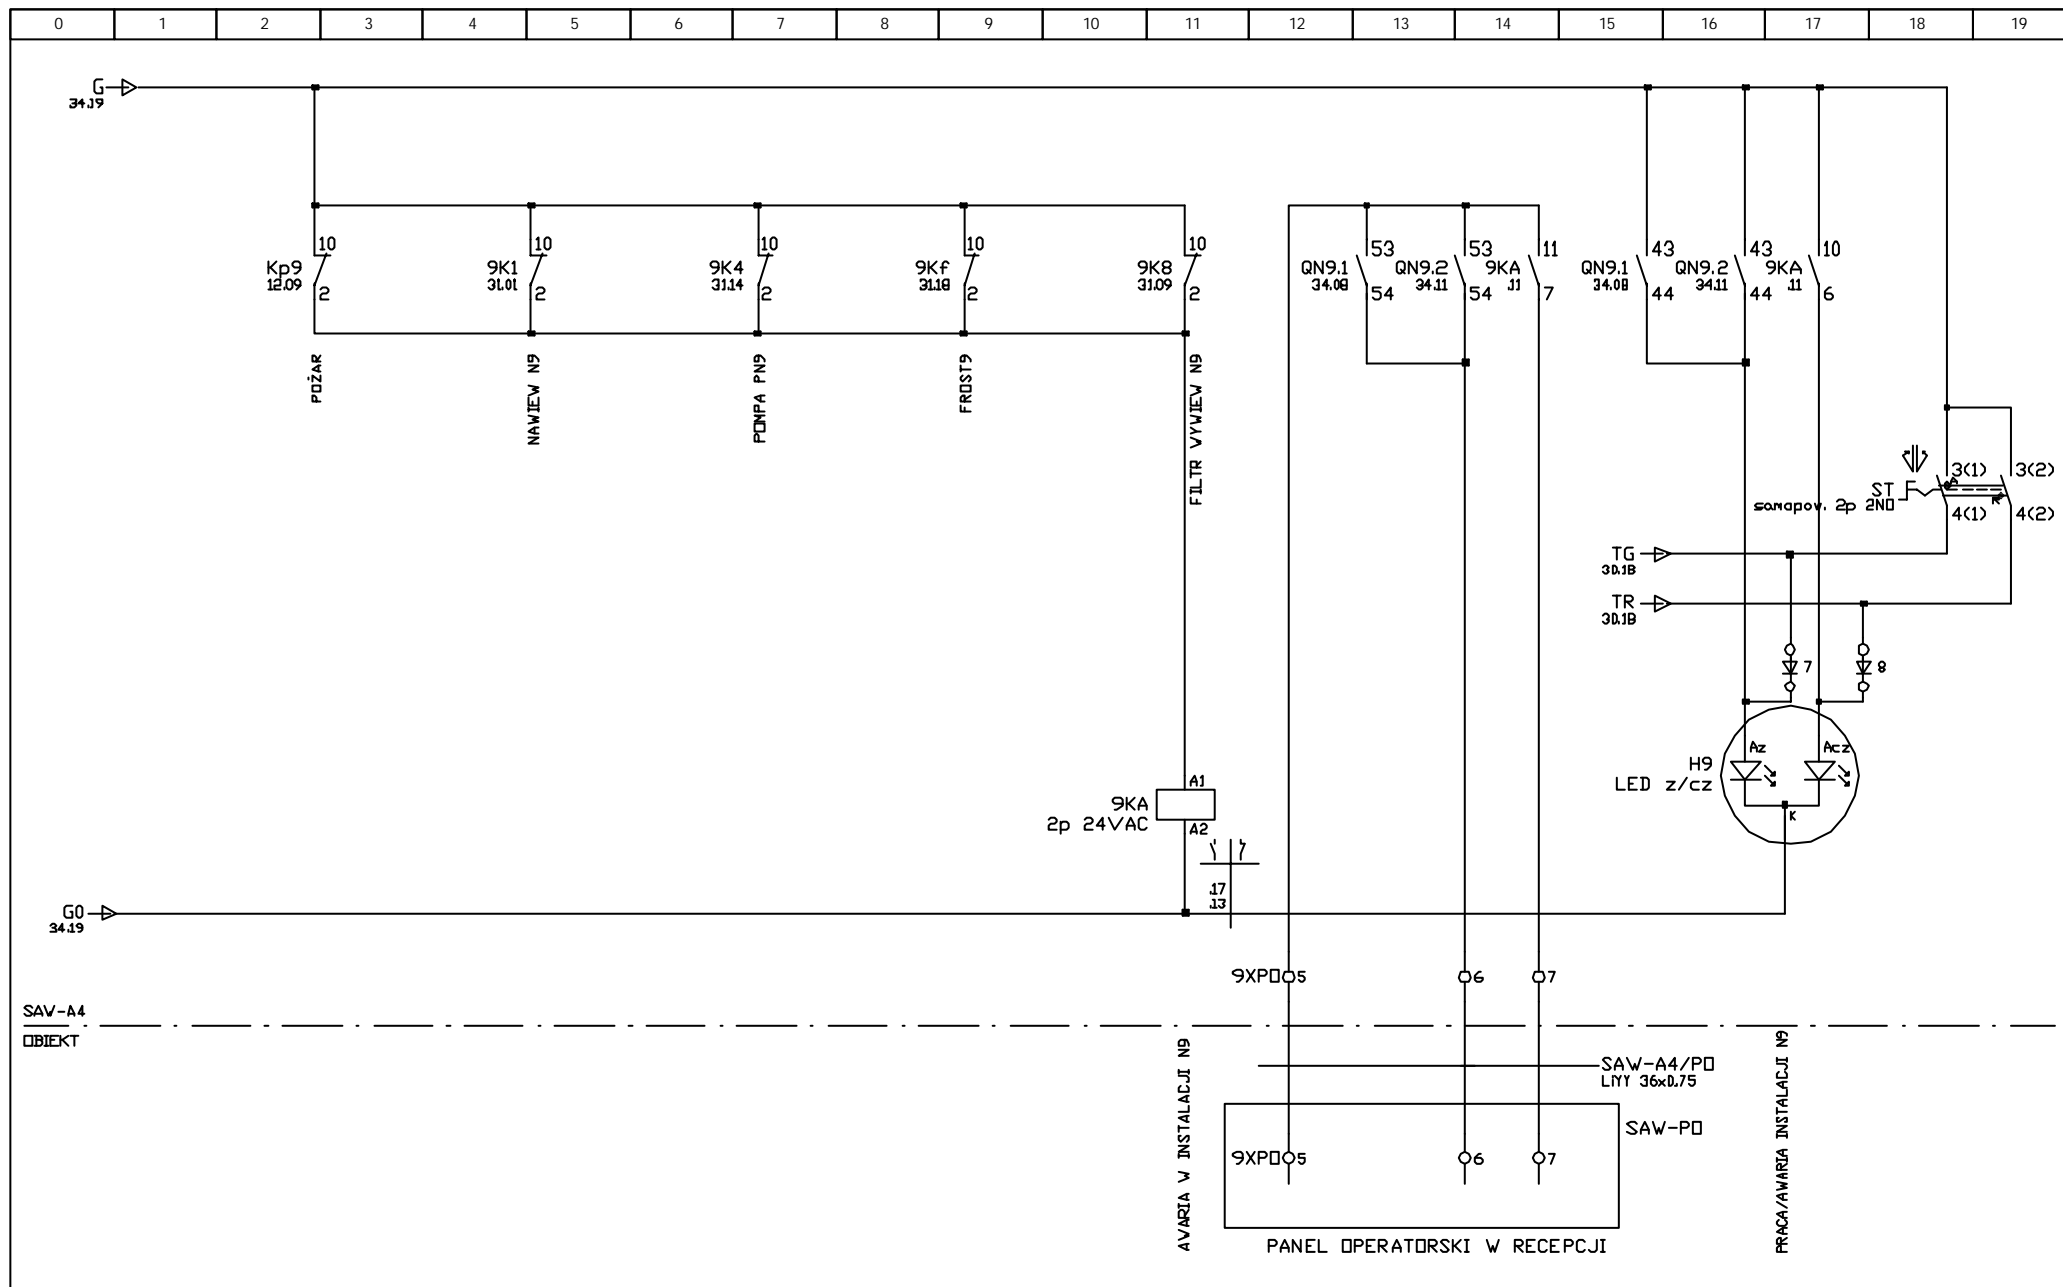 0 1 2 3 4 5 6 7 8 9 10 11 12 13 14 15 16 17 18 19
G
34.19
10 10 10 10 10 53 53 11 43 43 10
Kp9 9K1 9K4 9Kf 9K8 QN9.1 QN9.2 9KA QN9.1 QN9.2 9KA
12.09 31.01 31.14 31.18 31.09 34.08 34.11 .11 34.08 34.11 .11
2 2 2 2 2 54 54 7 44 44 6
POŻAR
NAWIEW N9
POMPA PN9
FROST9
FILTR WYWIEW N9
3(1) 3(2)
A
ST
samapow. 2p 2NO
R
4(1) 4(2)
TG
30.18
TR
30.18
7 8
Az Acz
H9
LED z/cz
K
A1
9KA
2p 24VAC
A2
.17
.13
G0
34.19
9XPO 5 6 7
SAW-A4
OBIEKT
AWARIA W INSTALACJI N9
PRACA/AWARIA INSTALACJI N9
SAW-A4/PO
LIYY 36x0.75
SAW-PO
9XPO 5 6 7
PANEL OPERATORSKI W RECEPCJI